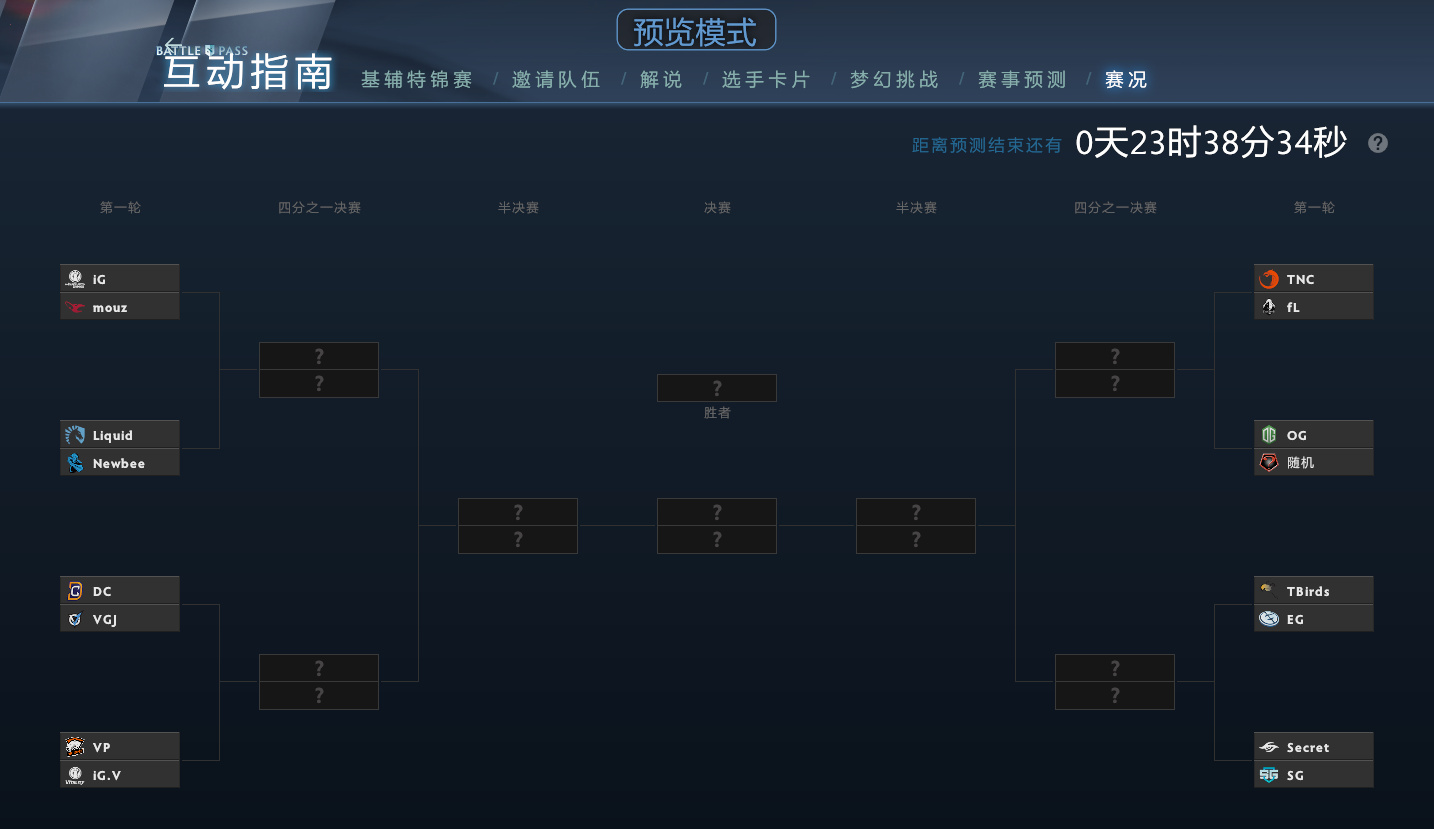 预览模式
BATTLE PASS
互动指南
基辅特锦赛 / 邀请队伍 / 解说 / 选手卡片 / 梦幻挑战 / 赛事预测 / 赛况
距离预测结束还有 0天23时38分34秒 ?
第一轮 四分之一决赛 半决赛 决赛 半决赛 四分之一决赛 第一轮
iG
mouz
TNC
fL
?
?
?
?
?
胜者
Liquid
Newbee
OG
随机
?
?
?
?
?
?
DC
VGJ
TBirds
EG
?
?
?
?
VP
iG.V
Secret
SG